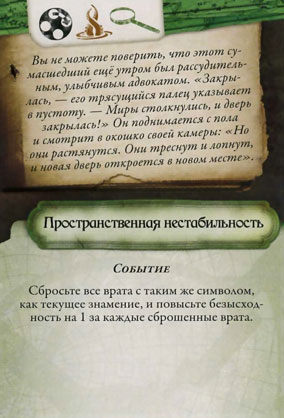 Вы не можете поверить, что этот су-
масшедший ещё утром был рассудитель-
ным, улыбчивым адвокатом. «Закры-
лась, — его трясущийся палец указывает
в пустоту. — Миры столкнулись, и дверь
закрылась!» Он поднимается с пола
и смотрит в окошко своей камеры: «Но
они растянутся. Они треснут и лопнут,
и новая дверь откроется в новом месте».
Пространственная нестабильность
Событие
Сбросьте все врата с таким же символом,
как текущее знамение, и повысьте безысход-
ность на 1 за каждые сброшенные врата.